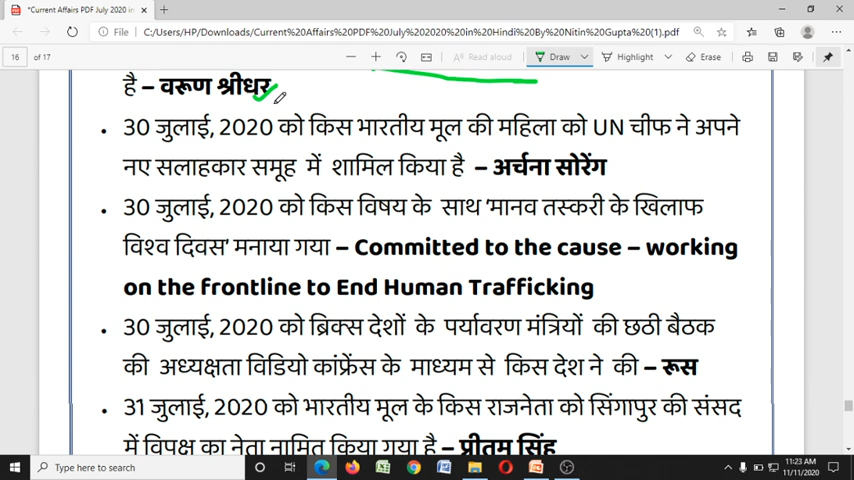 *Current Affairs PDF July 2020 in
File | C:/Users/HP/Downloads/Current%20Affairs%20PDF%20July%202020%20in%20Hindi%20By%20Nitin%20Gupta%20(1).pdf
16 of 17 Read aloud Draw Highlight Erase
है – वरूण श्रीधर
• 30 जुलाई, 2020 को किस भारतीय मूल की महिला को UN चीफ ने अपने
नए सलाहकार समूह में शामिल किया है – अर्चना सोरेंग
• 30 जुलाई, 2020 को किस विषय के साथ 'मानव तस्करी के खिलाफ
विश्व दिवस' मनाया गया – Committed to the cause – working
on the frontline to End Human Trafficking
• 30 जुलाई, 2020 को ब्रिक्स देशों के पर्यावरण मंत्रियों की छठी बैठक
की अध्यक्षता विडियो कांफ्रेंस के माध्यम से किस देश ने की – रूस
• 31 जुलाई, 2020 को भारतीय मूल के किस राजनेता को सिंगापुर की संसद
में विपक्ष का नेता नामित किया गया है – प्रीतम सिंह
Type here to search
11:23 AM
11/11/2020